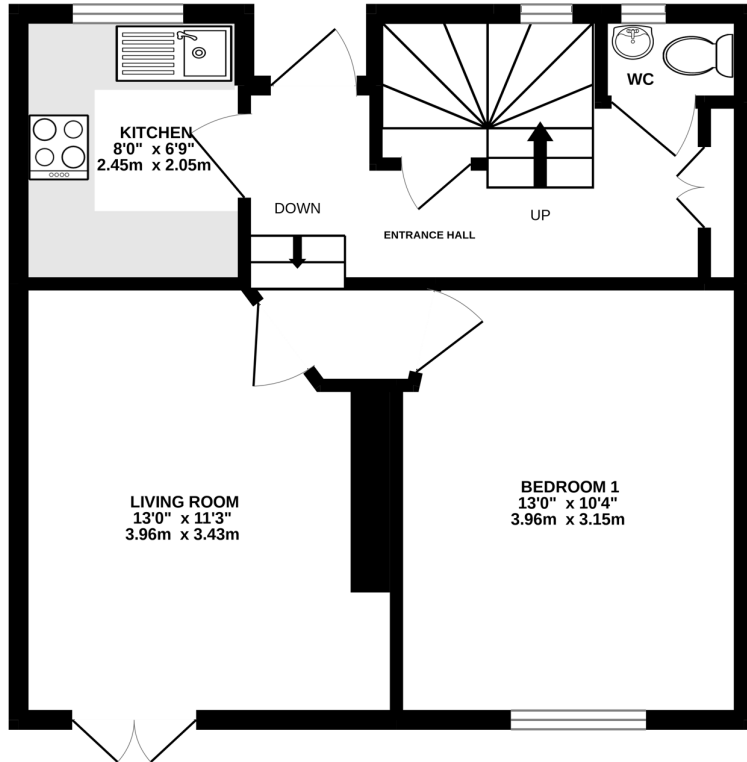 WC
KITCHEN
8'0" x 6'9"
2.45m x 2.05m
DOWN
UP
ENTRANCE HALL
LIVING ROOM
13'0" x 11'3"
3.96m x 3.43m
BEDROOM 1
13'0" x 10'4"
3.96m x 3.15m